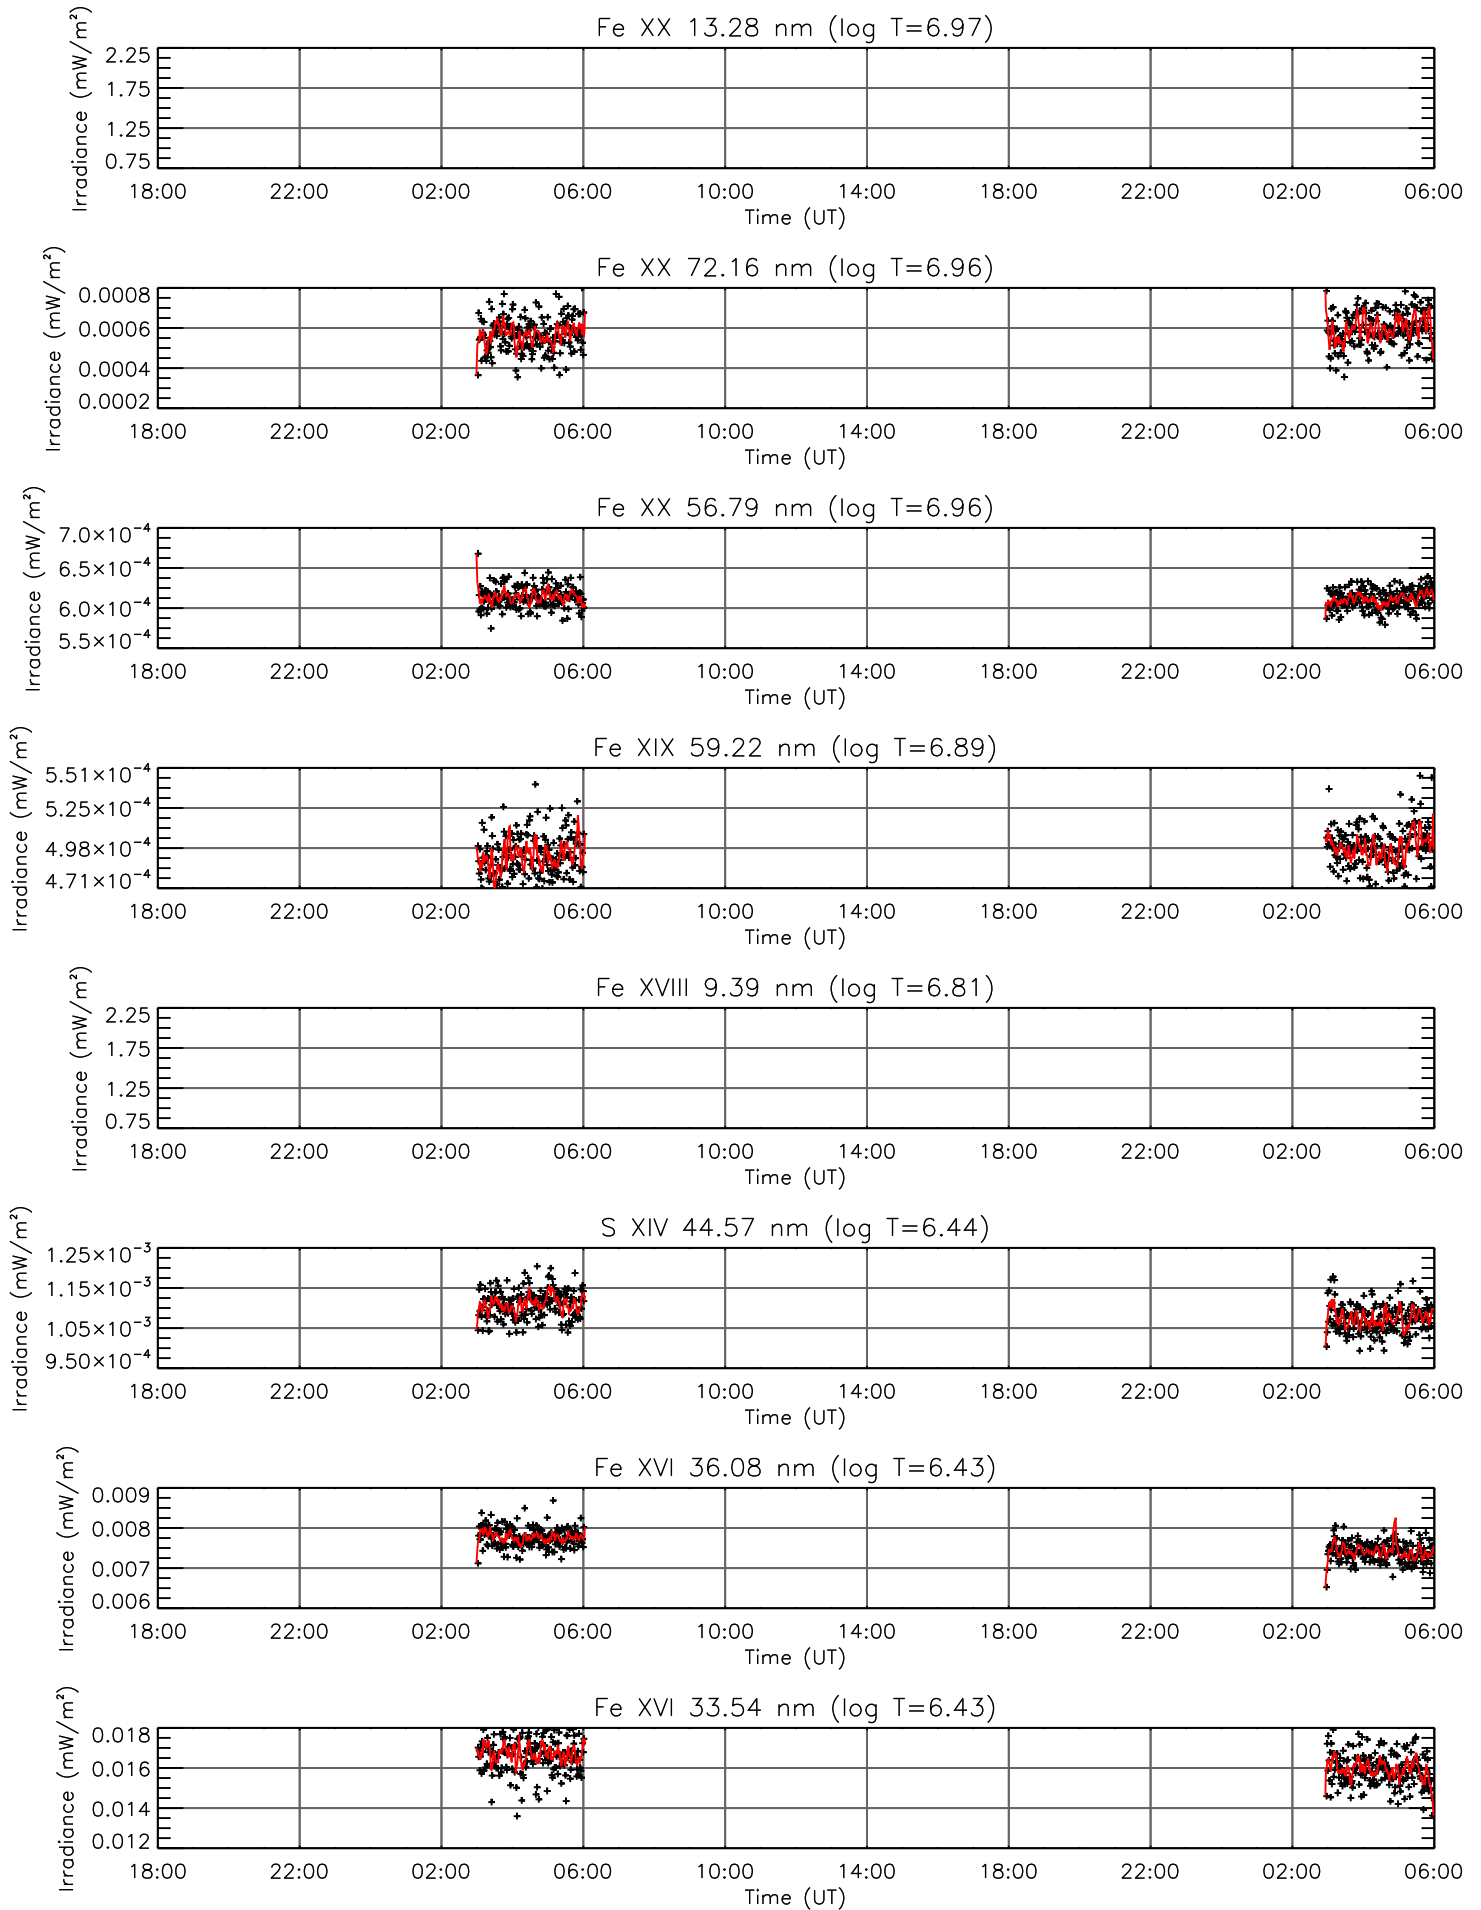 Fe XX 13.28 nm (log T=6.97)
Irradiance (mW/m²)
2.25
1.75
1.25
0.75
18:00 22:00 02:00 06:00 10:00 14:00 18:00 22:00 02:00 06:00
Time (UT)
Fe XX 72.16 nm (log T=6.96)
Irradiance (mW/m²)
0.0008
0.0006
0.0004
0.0002
18:00 22:00 02:00 06:00 10:00 14:00 18:00 22:00 02:00 06:00
Time (UT)
Fe XX 56.79 nm (log T=6.96)
Irradiance (mW/m²)
7.0×10⁻⁴
6.5×10⁻⁴
6.0×10⁻⁴
5.5×10⁻⁴
18:00 22:00 02:00 06:00 10:00 14:00 18:00 22:00 02:00 06:00
Time (UT)
Fe XIX 59.22 nm (log T=6.89)
Irradiance (mW/m²)
5.51×10⁻⁴
5.25×10⁻⁴
4.98×10⁻⁴
4.71×10⁻⁴
18:00 22:00 02:00 06:00 10:00 14:00 18:00 22:00 02:00 06:00
Time (UT)
Fe XVIII 9.39 nm (log T=6.81)
Irradiance (mW/m²)
2.25
1.75
1.25
0.75
18:00 22:00 02:00 06:00 10:00 14:00 18:00 22:00 02:00 06:00
Time (UT)
S XIV 44.57 nm (log T=6.44)
Irradiance (mW/m²)
1.25×10⁻³
1.15×10⁻³
1.05×10⁻³
9.50×10⁻⁴
18:00 22:00 02:00 06:00 10:00 14:00 18:00 22:00 02:00 06:00
Time (UT)
Fe XVI 36.08 nm (log T=6.43)
Irradiance (mW/m²)
0.009
0.008
0.007
0.006
18:00 22:00 02:00 06:00 10:00 14:00 18:00 22:00 02:00 06:00
Time (UT)
Fe XVI 33.54 nm (log T=6.43)
Irradiance (mW/m²)
0.018
0.016
0.014
0.012
18:00 22:00 02:00 06:00 10:00 14:00 18:00 22:00 02:00 06:00
Time (UT)